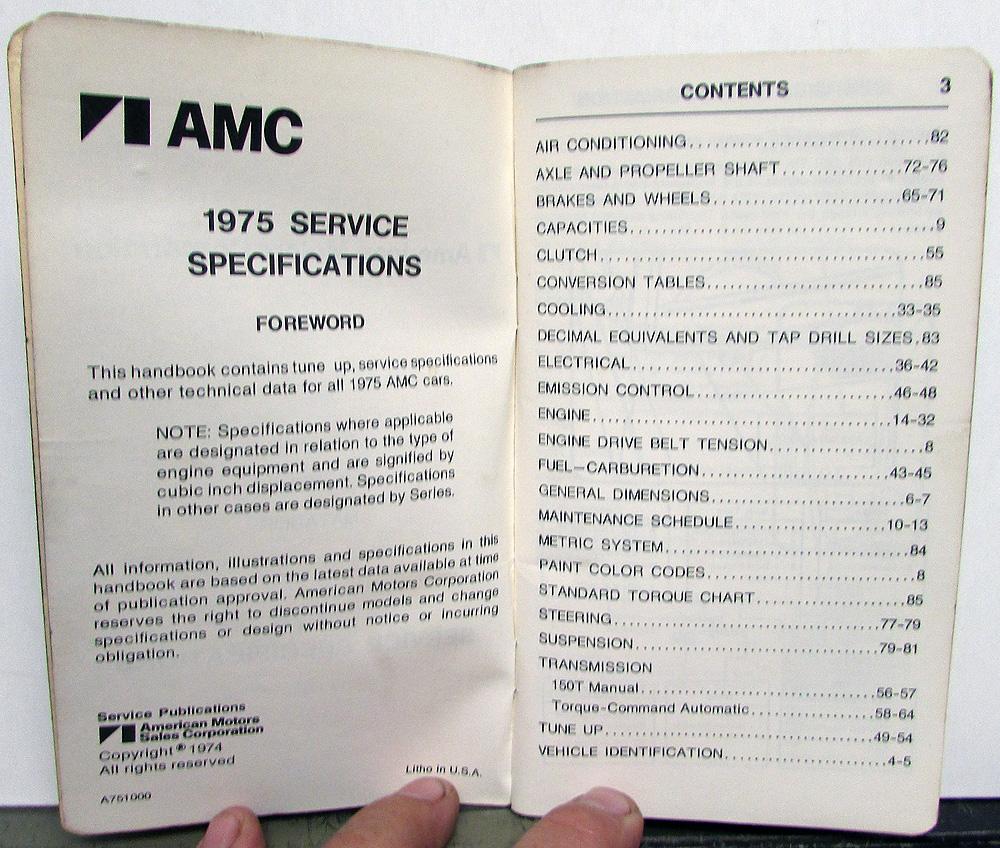 AMC
1975 SERVICE
SPECIFICATIONS
FOREWORD
This handbook contains tune up, service specifications
and other technical data for all 1975 AMC cars.
NOTE: Specifications where applicable
are designated in relation to the type of
engine equipment and are signified by
cubic inch displacement. Specifications
in other cases are designated by Series.
All information, illustrations and specifications in this
handbook are based on the latest data available at time
of publication approval. American Motors Corporation
reserves the right to discontinue models and change
specifications or design without notice or incurring
obligation.
Service Publications
American Motors
Sales Corporation
Copyright ® 1974
All rights reserved
Litho in U.S.A.
A751000
CONTENTS 3
AIR CONDITIONING................................82
AXLE AND PROPELLER SHAFT...............72-76
BRAKES AND WHEELS.......................65-71
CAPACITIES......................................9
CLUTCH.........................................55
CONVERSION TABLES............................85
COOLING.....................................33-35
DECIMAL EQUIVALENTS AND TAP DRILL SIZES.83
ELECTRICAL..................................36-42
EMISSION CONTROL.........................46-48
ENGINE......................................14-32
ENGINE DRIVE BELT TENSION....................8
FUEL—CARBURETION........................43-45
GENERAL DIMENSIONS........................6-7
MAINTENANCE SCHEDULE....................10-13
METRIC SYSTEM................................84
PAINT COLOR CODES............................8
STANDARD TORQUE CHART.....................85
STEERING....................................77-79
SUSPENSION.................................79-81
TRANSMISSION
150T Manual..............................56-57
Torque-Command Automatic...............58-64
TUNE UP.....................................49-54
VEHICLE IDENTIFICATION.....................4-5